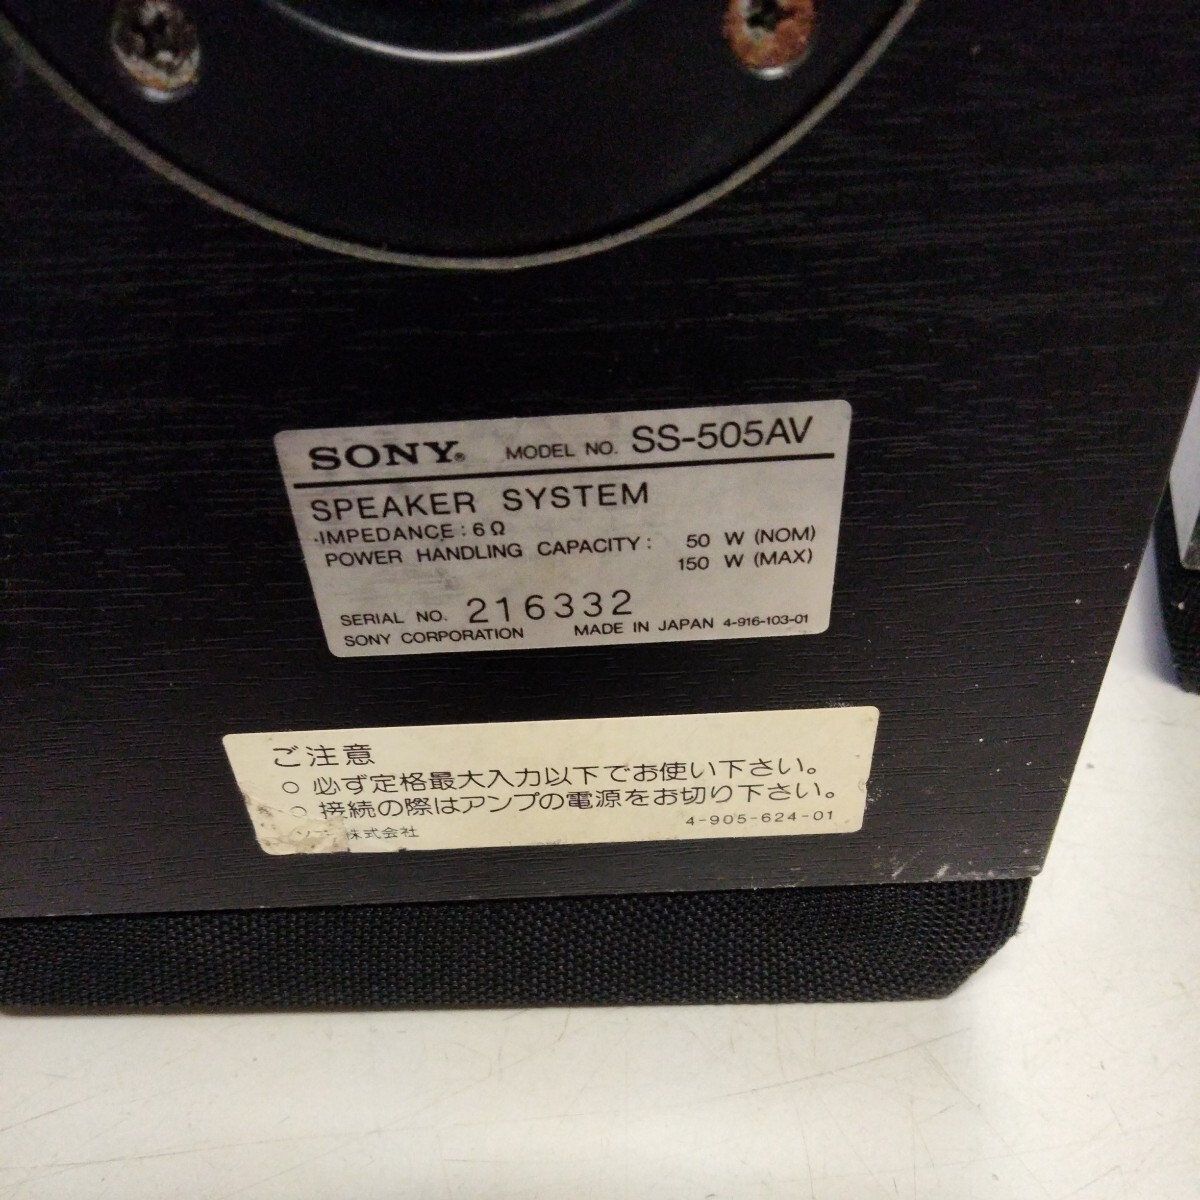 SONY® MODEL NO. SS-505AV
SPEAKER SYSTEM
IMPEDANCE : 6Ω
POWER HANDLING CAPACITY : 50 W (NOM)
150 W (MAX)
SERIAL NO. 216332
SONY CORPORATION MADE IN JAPAN 4-916-103-01
ご注意
○ 必ず定格最大入力以下でお使い下さい。
○ 接続の際はアンプの電源をお切り下さい。
株式会社 4-905-624-01